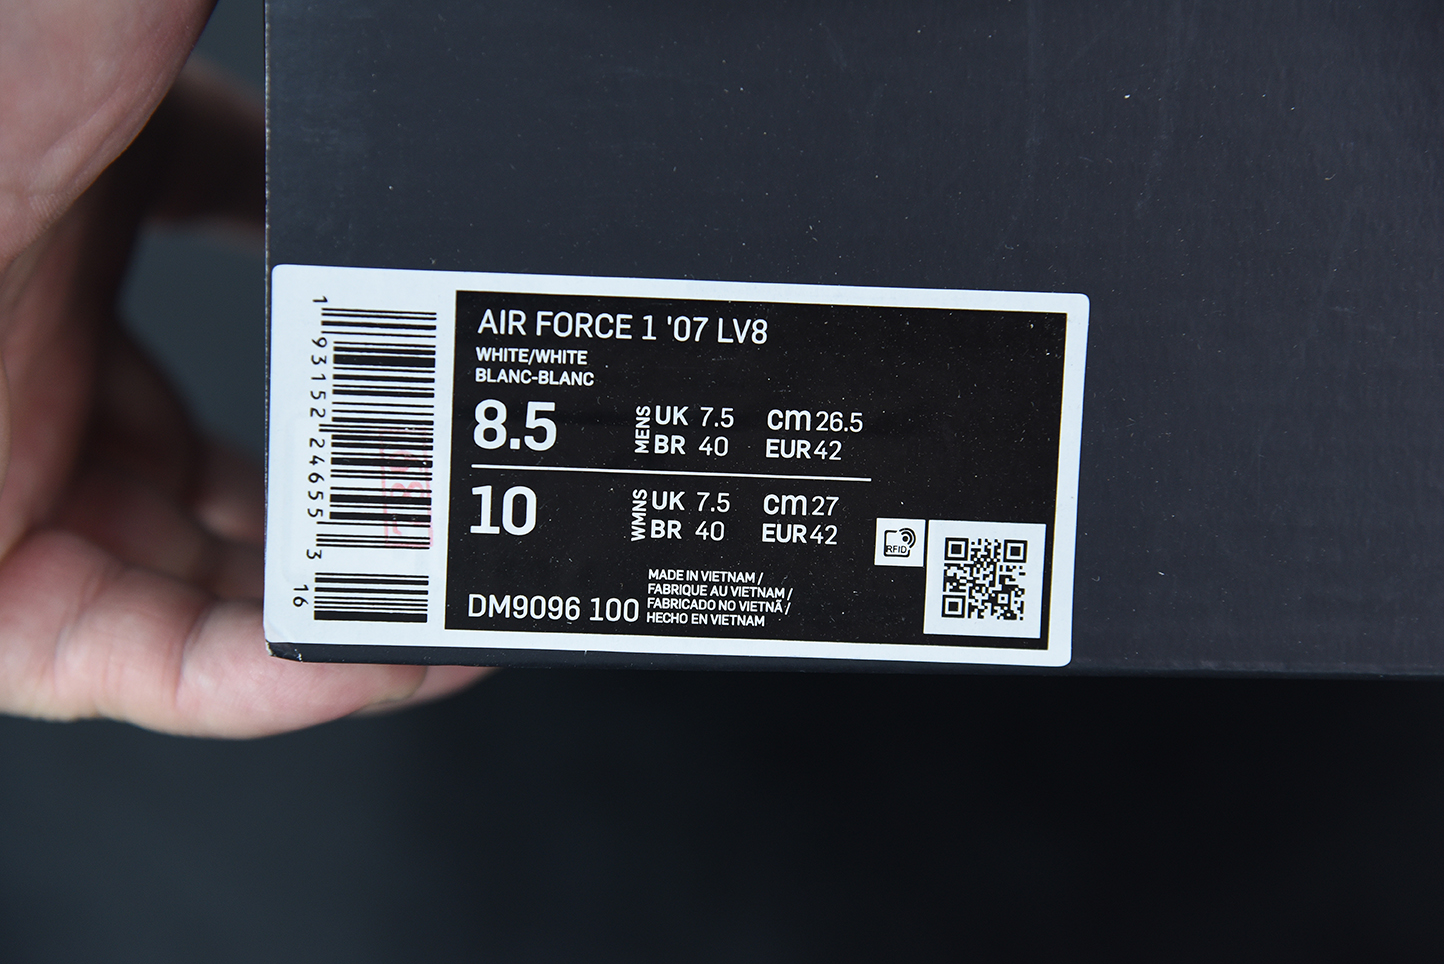 AIR FORCE 1 '07 LV8
WHITE/WHITE
BLANC-BLANC
8.5 MENS UK 7.5 cm 26.5
BR 40 EUR 42
10 WMNS UK 7.5 cm 27
BR 40 EUR 42
DM9096 100
MADE IN VIETNAM /
FABRIQUE AU VIETNAM /
FABRICADO NO VIETNÃ /
HECHO EN VIETNAM
RFID
1 93152 24655 3 16